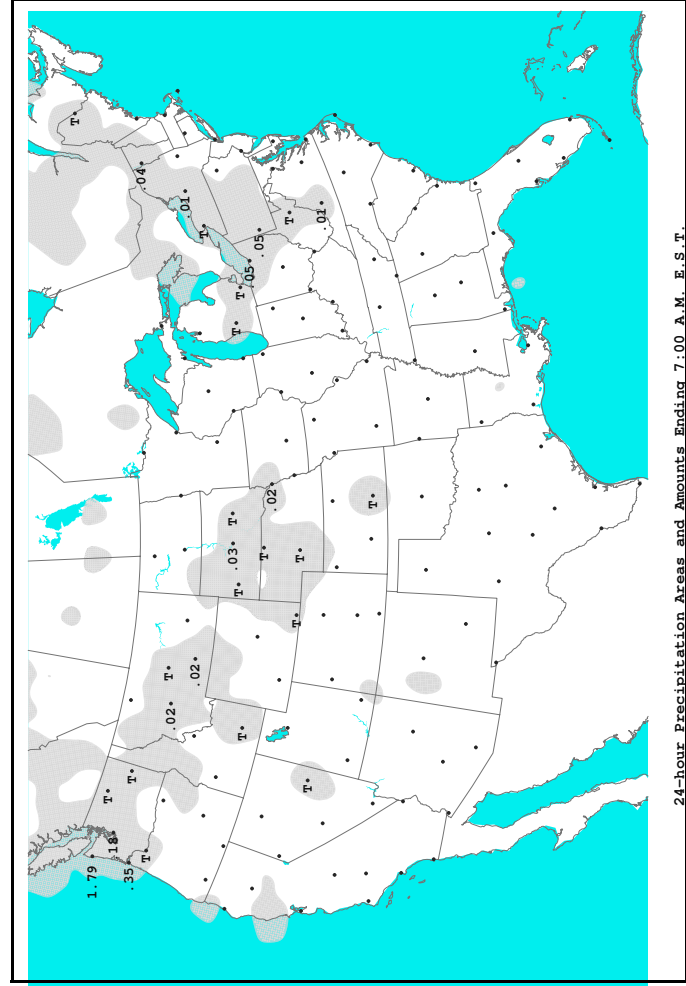 T
1.79
T
.18
.35
T
.04
T
T
.02
.01
.02
T
T
.03
T
T
T
T
.05
.05
T
.02
T
T
T
T
.01
T
24-hour Precipitation Areas and Amounts Ending 7:00 A.M. E.S.T.